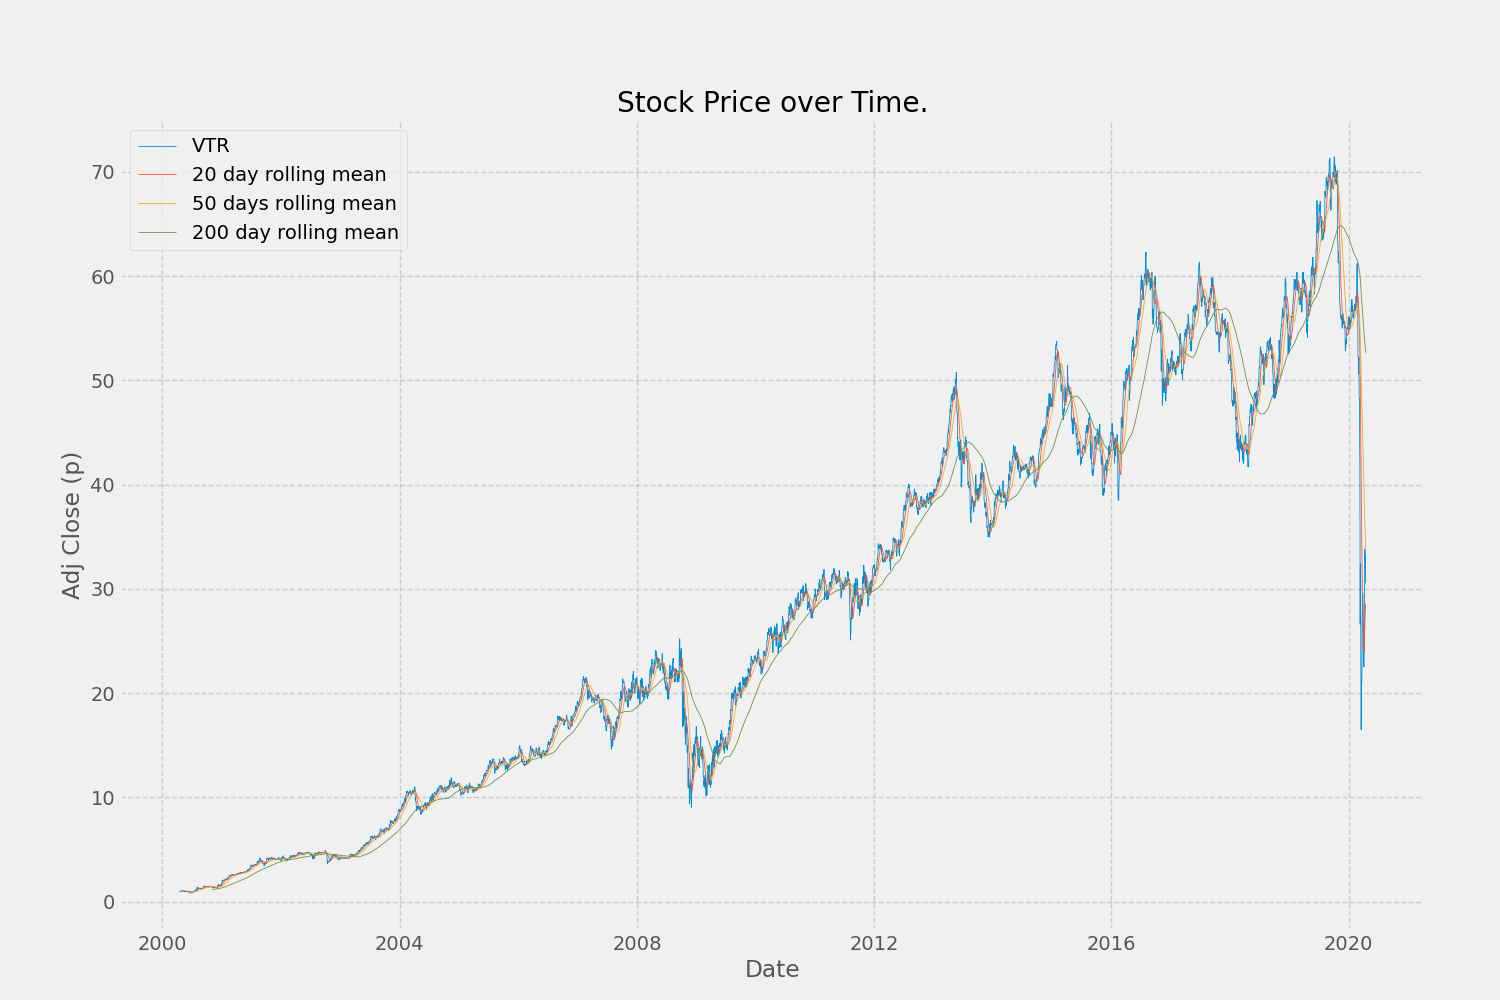 Stock Price over Time.
VTR
20 day rolling mean
50 days rolling mean
200 day rolling mean
70
60
50
40
30
20
10
0
Adj Close (p)
2000 2004 2008 2012 2016 2020
Date